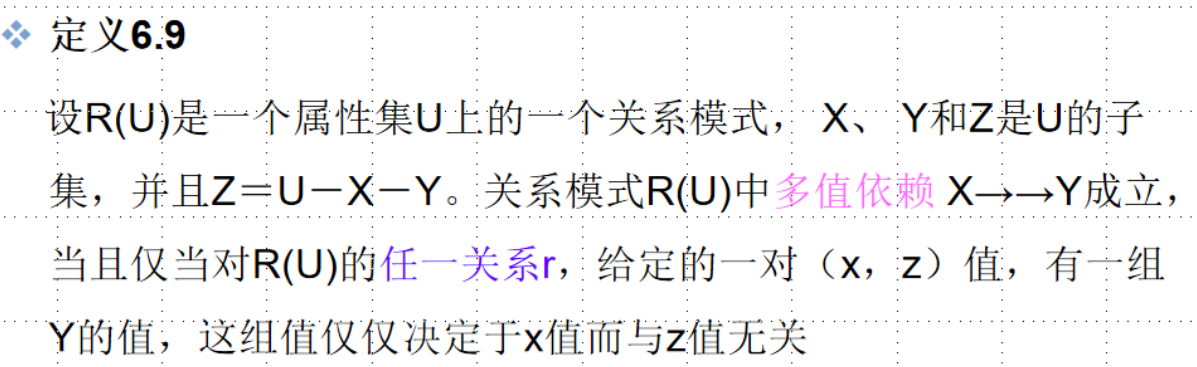 ❖ 定义6.9
设R(U)是一个属性集U上的一个关系模式， X、 Y和Z是U的子
集，并且Z＝U－X－Y。关系模式R(U)中多值依赖 X→→Y成立，
当且仅当对R(U)的任一关系r，给定的一对（x，z）值，有一组
Y的值，这组值仅仅决定于x值而与z值无关